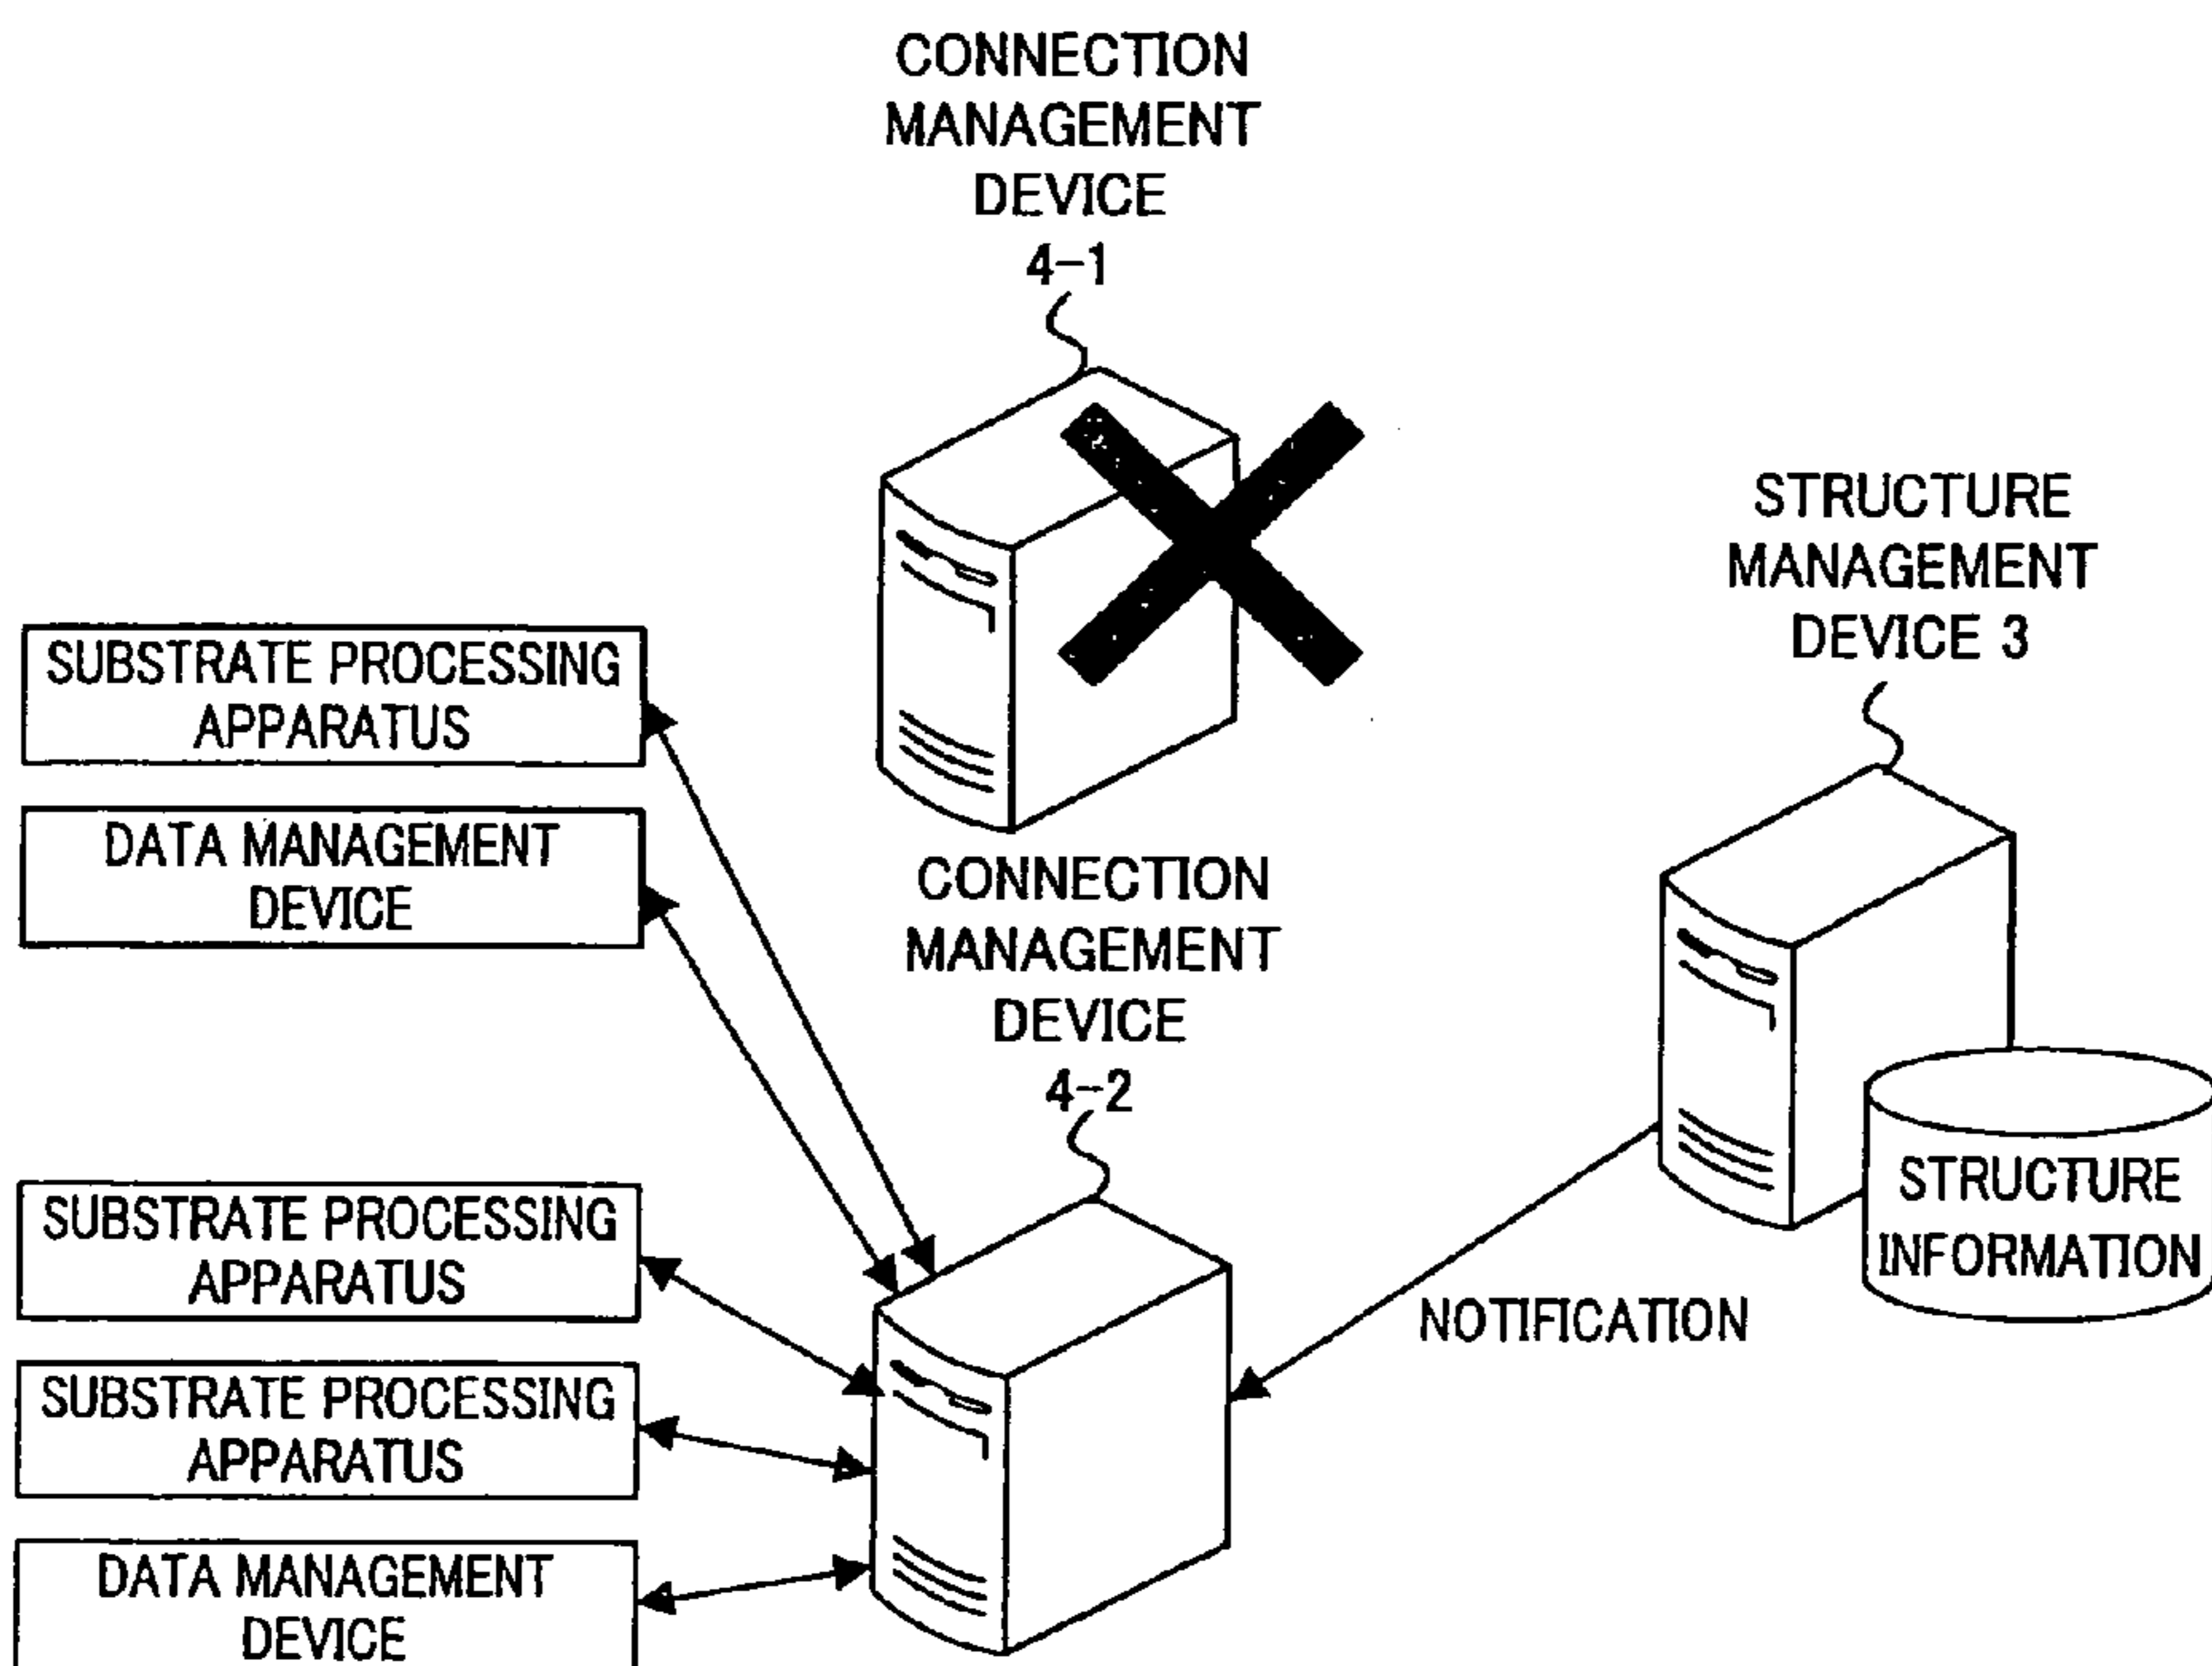 CONNECTION
MANAGEMENT
DEVICE
4-1
STRUCTURE
MANAGEMENT
DEVICE 3
SUBSTRATE PROCESSING
APPARATUS
DATA MANAGEMENT
DEVICE
CONNECTION
MANAGEMENT
DEVICE
4-2
SUBSTRATE PROCESSING
APPARATUS
SUBSTRATE PROCESSING
APPARATUS
DATA MANAGEMENT
DEVICE
STRUCTURE
INFORMATION
NOTIFICATION